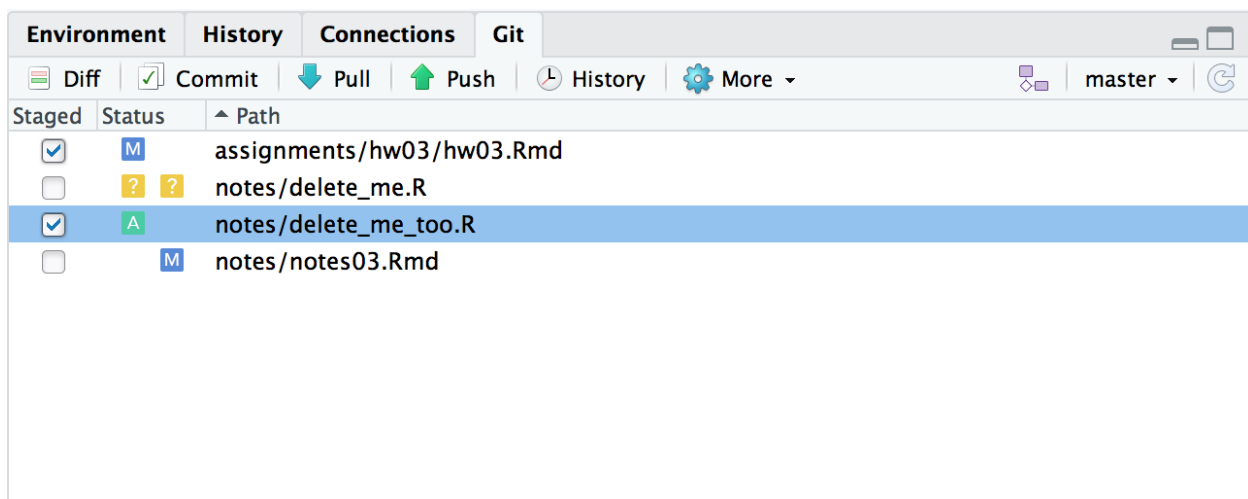 Environment History Connections Git
Diff Commit Pull Push History More master
Staged Status Path
M assignments/hw03/hw03.Rmd
? ? notes/delete_me.R
A notes/delete_me_too.R
M notes/notes03.Rmd